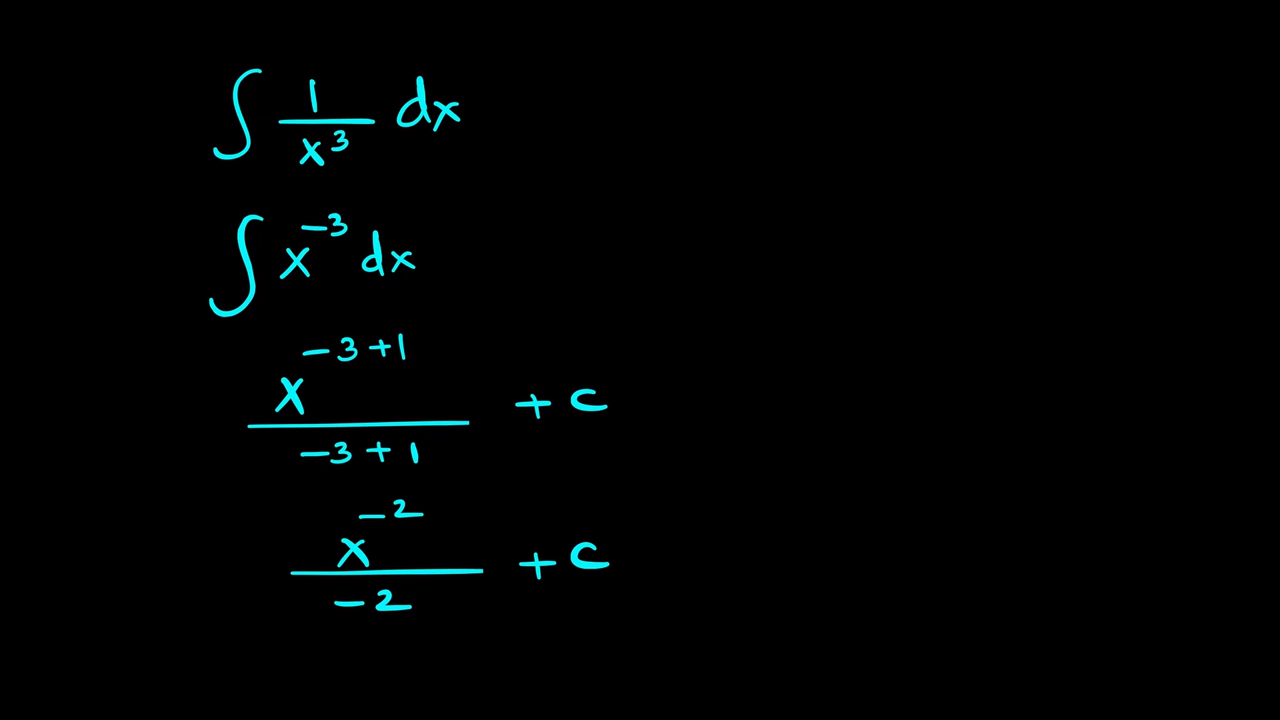 ∫ 1/x³ dx
∫ x⁻³ dx
x⁻³⁺¹/-3+1 + c
x⁻²/-2 + c